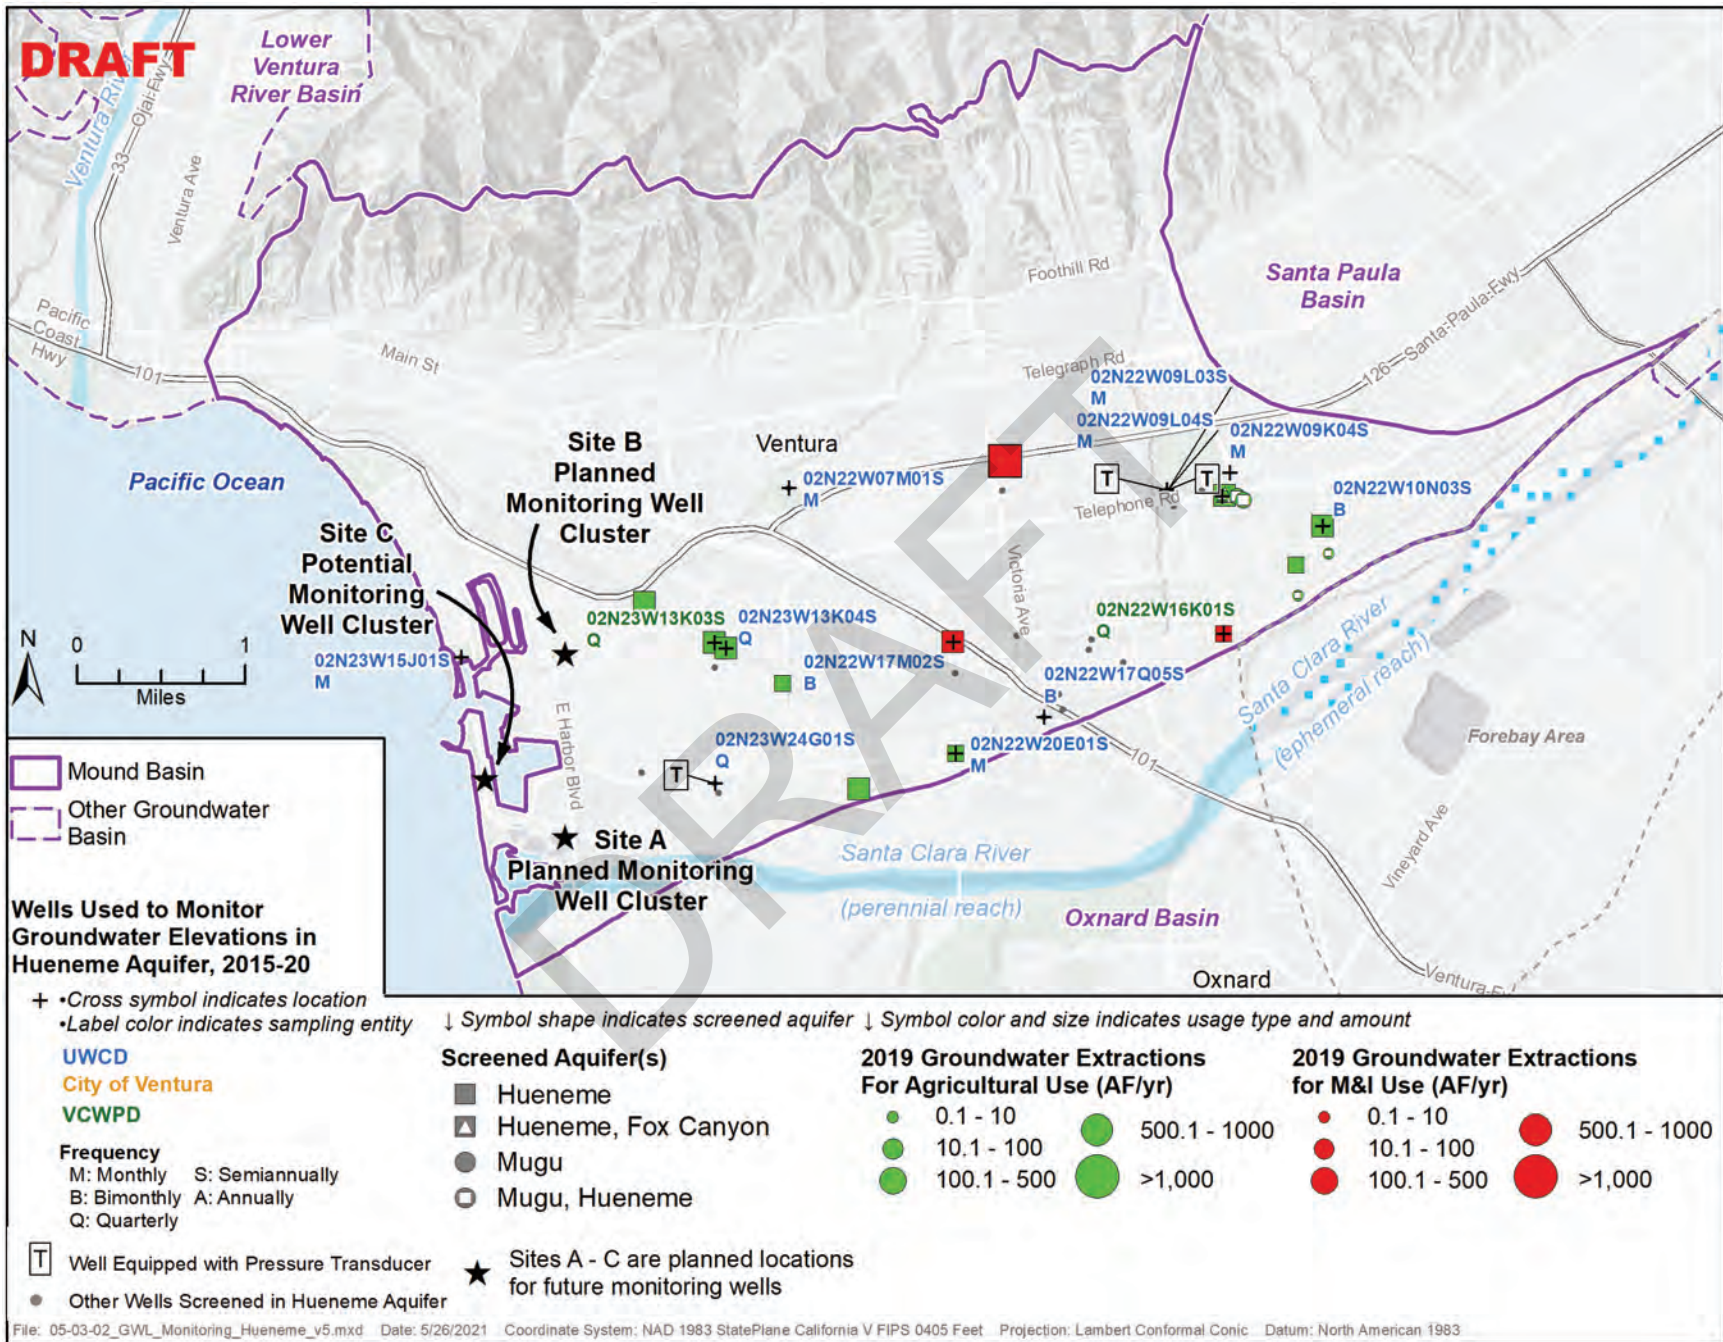 DRAFT
Lower
Ventura
River Basin
Ventura River
Ojai Fwy
33
Ventura Ave
Pacific
Coast
Hwy
101
Main St
Foothill Rd
Santa Paula
Basin
Santa-Paula-Fwy
126
Telegraph Rd
02N22W09L03S
M
02N22W09L04S
M
02N22W09K04S
M
Ventura
Site B
Planned
Monitoring Well
Cluster
Pacific Ocean
02N22W07M01S
M
T
T
Telephone Rd
02N22W10N03S
B
Site C
Potential
Monitoring
Well Cluster
Victoria Ave
02N23W13K03S
Q
02N23W13K04S
Q
02N22W16K01S
Q
N
0
1
Miles
02N23W15J01S
M
02N22W17M02S
B
02N22W17Q05S
B
Santa Clara River
(ephemeral reach)
E Harbor Blvd
02N23W24G01S
Q
T
02N22W20E01S
M
101
Forebay Area
Mound Basin
Other Groundwater
Basin
Site A
Planned Monitoring
Well Cluster
Santa Clara River
(perennial reach)
Vineyard Ave
Oxnard Basin
Oxnard
Ventura-Fwy
DRAFT
Wells Used to Monitor
Groundwater Elevations in
Hueneme Aquifer, 2015-20
+ •Cross symbol indicates location
•Label color indicates sampling entity
UWCD
City of Ventura
VCWPD
Frequency
M: Monthly S: Semiannually
B: Bimonthly A: Annually
Q: Quarterly
T Well Equipped with Pressure Transducer
Other Wells Screened in Hueneme Aquifer
↓ Symbol shape indicates screened aquifer
Screened Aquifer(s)
Hueneme
Hueneme, Fox Canyon
Mugu
Mugu, Hueneme
Sites A - C are planned locations
for future monitoring wells
↓ Symbol color and size indicates usage type and amount
2019 Groundwater Extractions
For Agricultural Use (AF/yr)
0.1 - 10
10.1 - 100
100.1 - 500
500.1 - 1000
>1,000
2019 Groundwater Extractions
for M&I Use (AF/yr)
0.1 - 10
10.1 - 100
100.1 - 500
500.1 - 1000
>1,000
File: 05-03-02_GWL_Monitoring_Hueneme_v5.mxd Date: 5/26/2021 Coordinate System: NAD 1983 StatePlane California V FIPS 0405 Feet Projection: Lambert Conformal Conic Datum: North American 1983